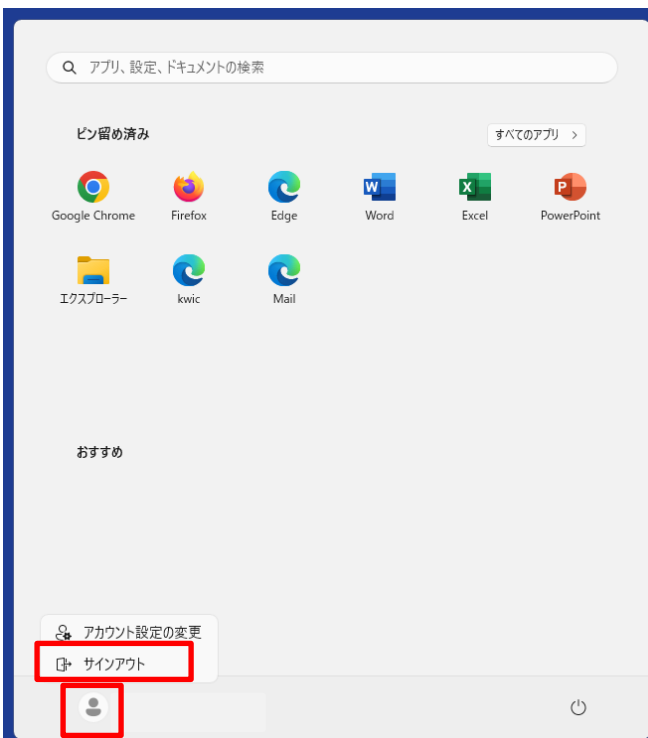 アプリ、設定、ドキュメントの検索
ピン留め済み
すべてのアプリ >
Google Chrome
Firefox
Edge
Word
Excel
PowerPoint
エクスプローラー
kwic
Mail
おすすめ
アカウント設定の変更
サインアウト